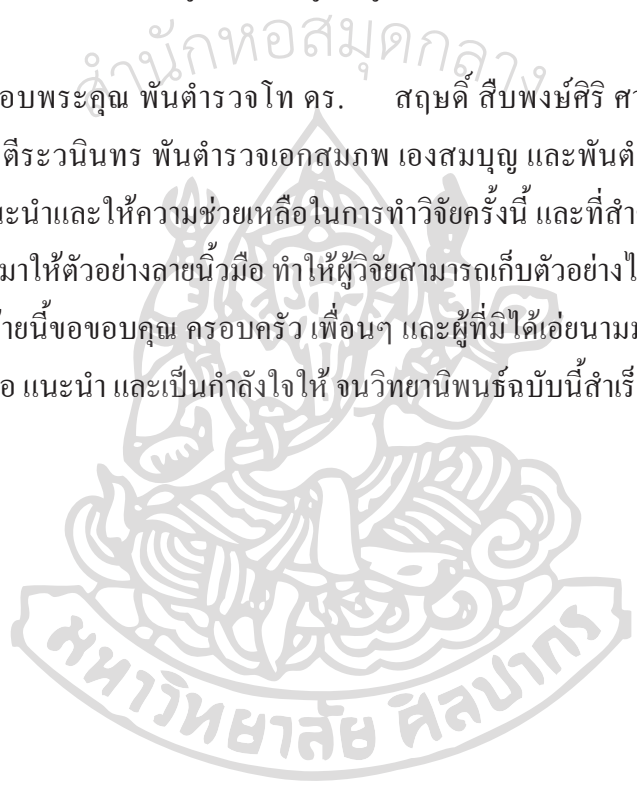 สำนักหอสมุดกลาง
อบพระคุณ พันตำรวจโท ดร. สฤษดิ์ สืบพงษ์ศิริ ศา
ตีระวนินทร พันตำรวจเอกสมภพ เองสมบุญ และพันตำ
นะนำและให้ความช่วยเหลือในการทำวิจัยครั้งนี้ และที่สำ
มาให้ตัวอย่างลายนิ้วมือ ทำให้ผู้วิจัยสามารถเก็บตัวอย่างไ
้ายนี้ขอขอบคุณ ครอบครัว เพื่อนๆ และผู้ที่มิได้เอ่ยนาม
อ แนะนำ และเป็นกำลังใจให้ จนวิทยานิพนธ์ฉบับนี้สำเร็
มหาวิทยาลัย ศิลปากร